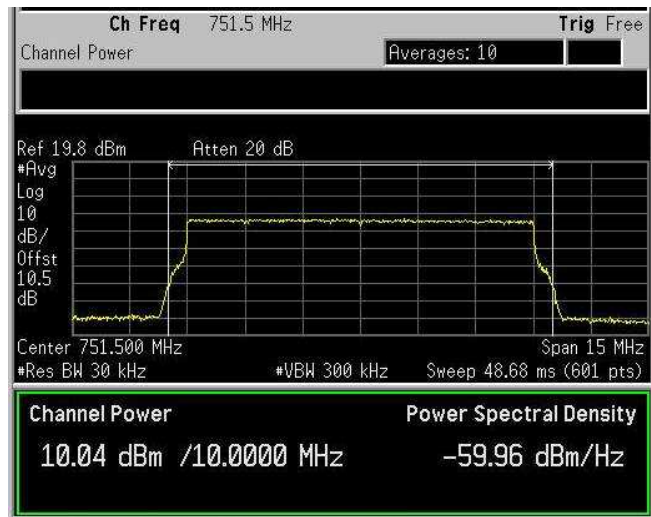 Ch Freq 751.5 MHz Trig Free
Channel Power Averages: 10
Ref 19.8 dBm Atten 20 dB
#Avg
Log
10
dB/
Offst
10.5
dB
Center 751.500 MHz Span 15 MHz
#Res BW 30 kHz #VBW 300 kHz Sweep 48.68 ms (601 pts)
Channel Power Power Spectral Density
10.04 dBm /10.0000 MHz -59.96 dBm/Hz